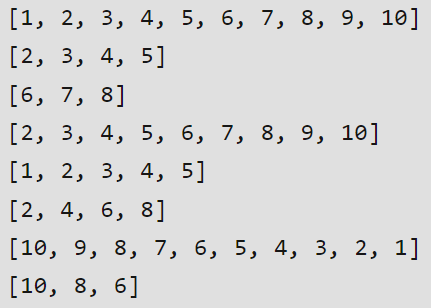 [1, 2, 3, 4, 5, 6, 7, 8, 9, 10]
[2, 3, 4, 5]
[6, 7, 8]
[2, 3, 4, 5, 6, 7, 8, 9, 10]
[1, 2, 3, 4, 5]
[2, 4, 6, 8]
[10, 9, 8, 7, 6, 5, 4, 3, 2, 1]
[10, 8, 6]